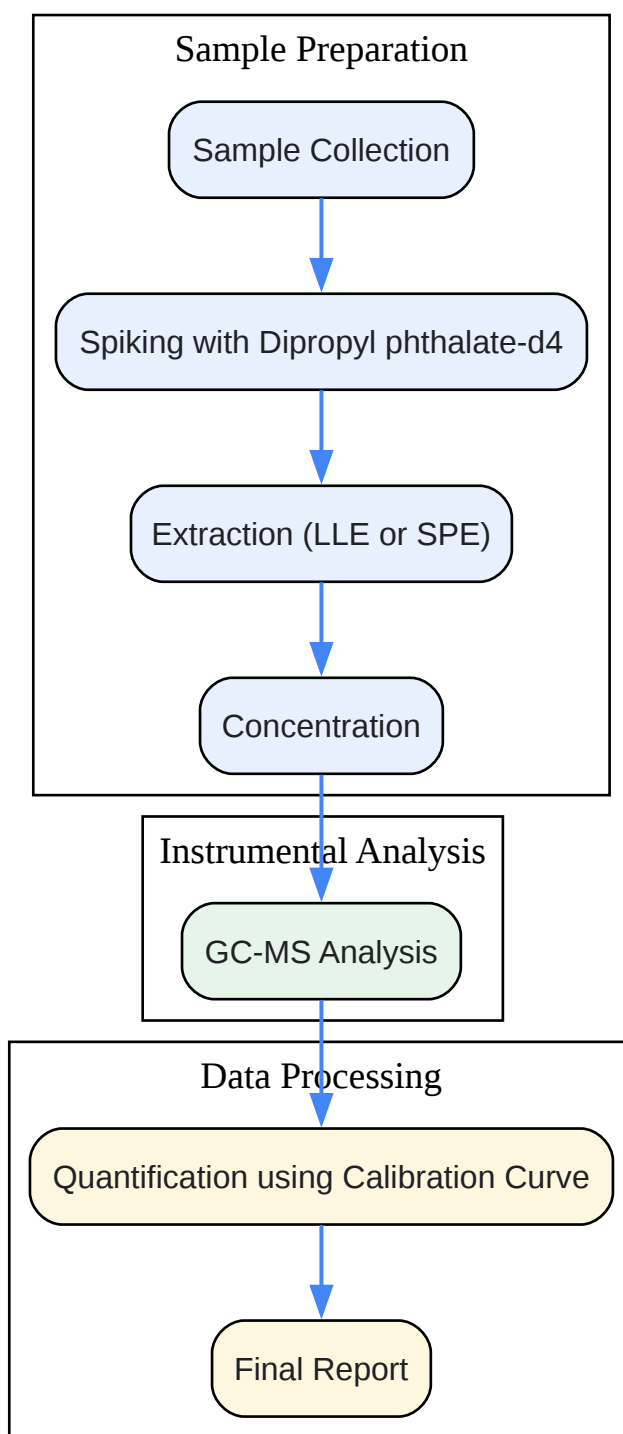 Sample Preparation
Sample Collection
Spiking with Dipropyl phthalate-d4
Extraction (LLE or SPE)
Concentration
Instrumental Analysis
GC-MS Analysis
Data Processing
Quantification using Calibration Curve
Final Report